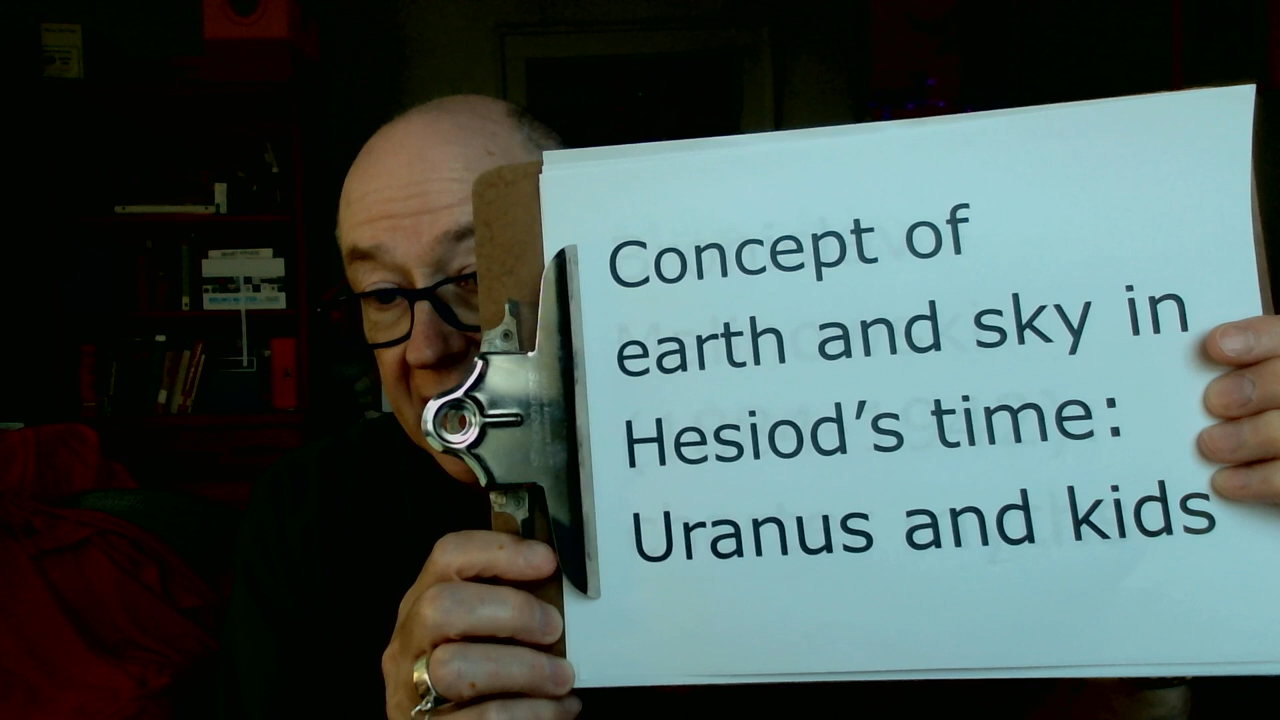 Concept of
earth and sky in
Hesiod’s time:
Uranus and kids